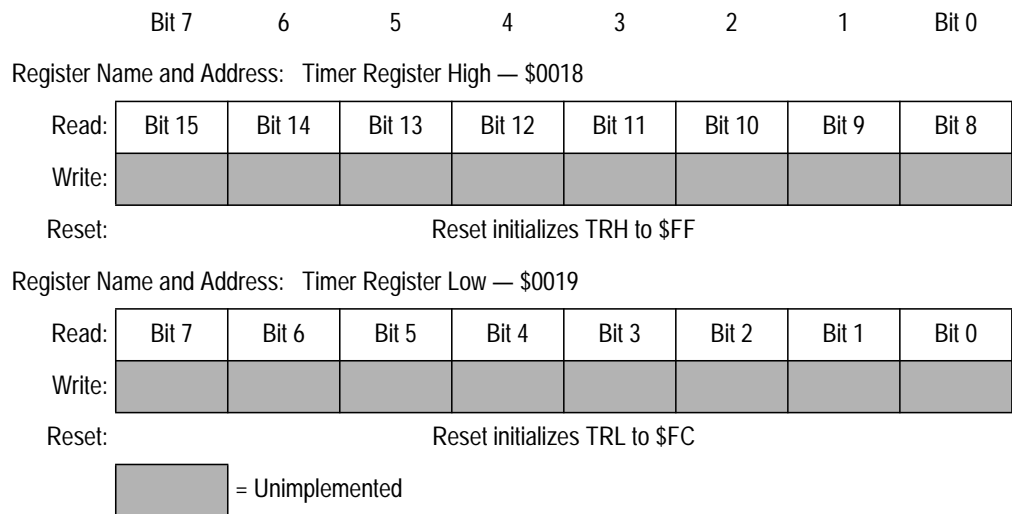 Bit 7 6 5 4 3 2 1 Bit 0
Register Name and Address: Timer Register High — $0018
Read: Bit 15 Bit 14 Bit 13 Bit 12 Bit 11 Bit 10 Bit 9 Bit 8
Write:
Reset: Reset initializes TRH to $FF
Register Name and Address: Timer Register Low — $0019
Read: Bit 7 Bit 6 Bit 5 Bit 4 Bit 3 Bit 2 Bit 1 Bit 0
Write:
Reset: Reset initializes TRL to $FC
= Unimplemented